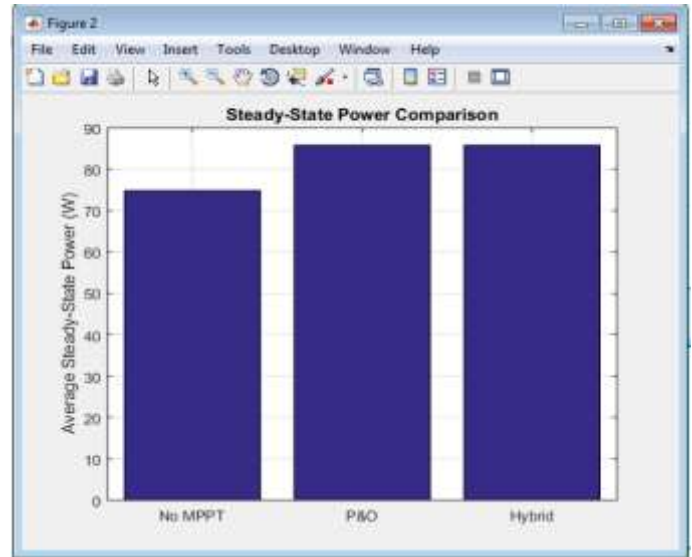 Figure 2
File Edit View Insert Tools Desktop Window Help
Steady-State Power Comparison
Average Steady-State Power (W)
90
80
70
60
50
40
30
20
10
0
No MPPT P&O Hybrid